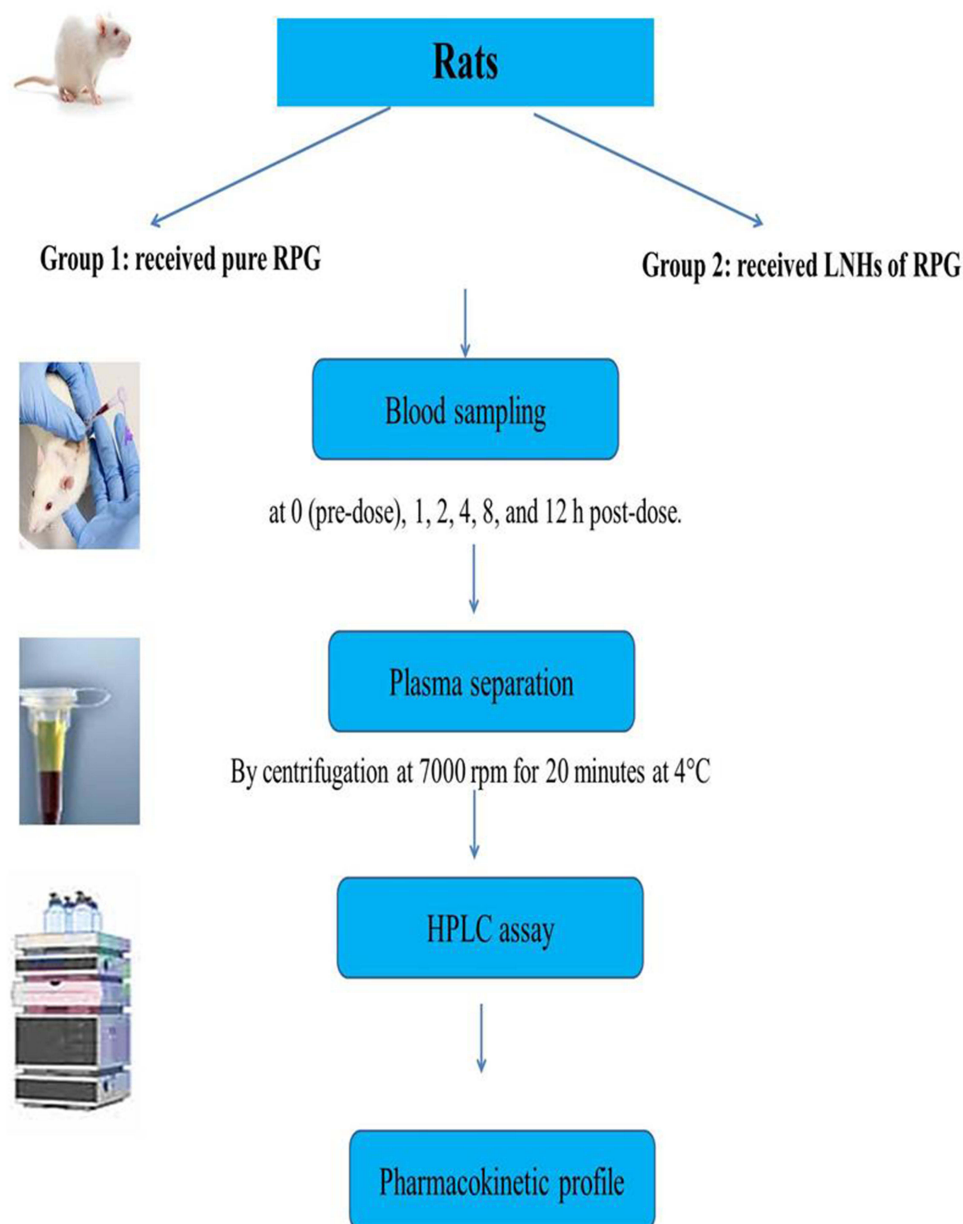 Rats
Group 1: received pure RPG
Group 2: received LNHs of RPG
Blood sampling
at 0 (pre-dose), 1, 2, 4, 8, and 12 h post-dose.
Plasma separation
By centrifugation at 7000 rpm for 20 minutes at 4°C
HPLC assay
Pharmacokinetic profile